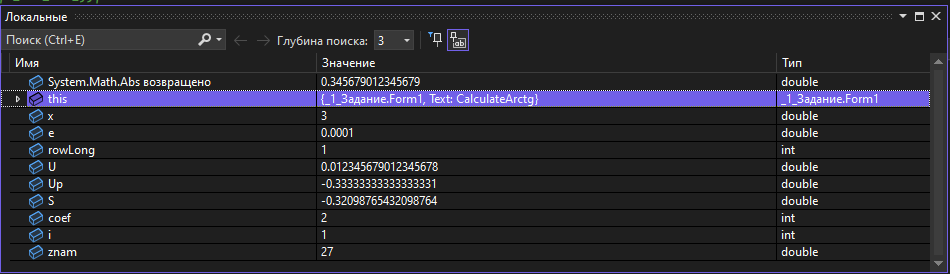 Локальные
Поиск (Ctrl+E) Глубина поиска: 3
Имя Значение Тип
System.Math.Abs возвращено 0.345679012345679 double
this {_1_Задание.Form1, Text: CalculateArctg} _1_Задание.Form1
x 3 double
e 0.0001 double
rowLong 1 int
U 0.012345679012345678 double
Up -0.33333333333333331 double
S -0.32098765432098764 double
coef 2 int
i 1 int
znam 27 double